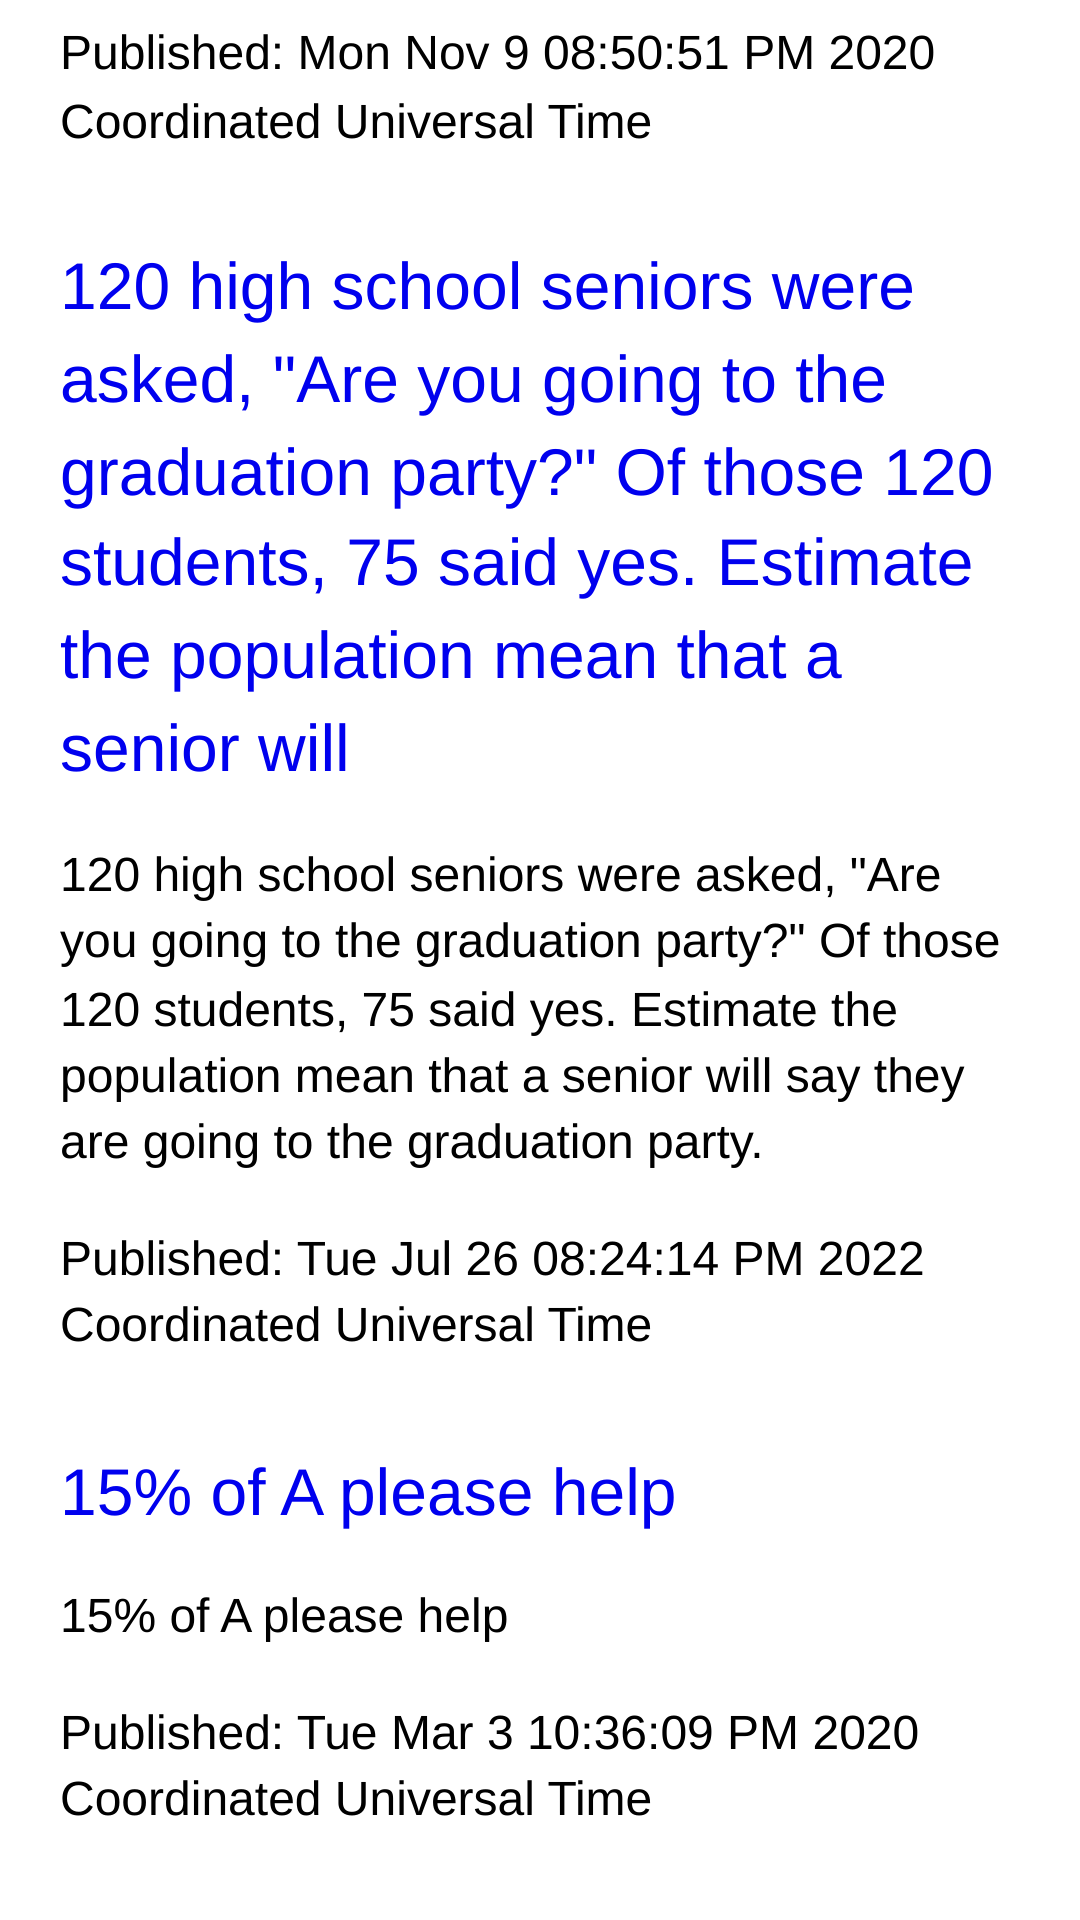 Published: Mon Nov 9 08:50:51 PM 2020
Coordinated Universal Time
120 high school seniors were
asked, "Are you going to the
graduation party?" Of those 120
students, 75 said yes. Estimate
the population mean that a
senior will
120 high school seniors were asked, "Are
you going to the graduation party?" Of those
120 students, 75 said yes. Estimate the
population mean that a senior will say they
are going to the graduation party.
Published: Tue Jul 26 08:24:14 PM 2022
Coordinated Universal Time
15% of A please help
15% of A please help
Published: Tue Mar 3 10:36:09 PM 2020
Coordinated Universal Time